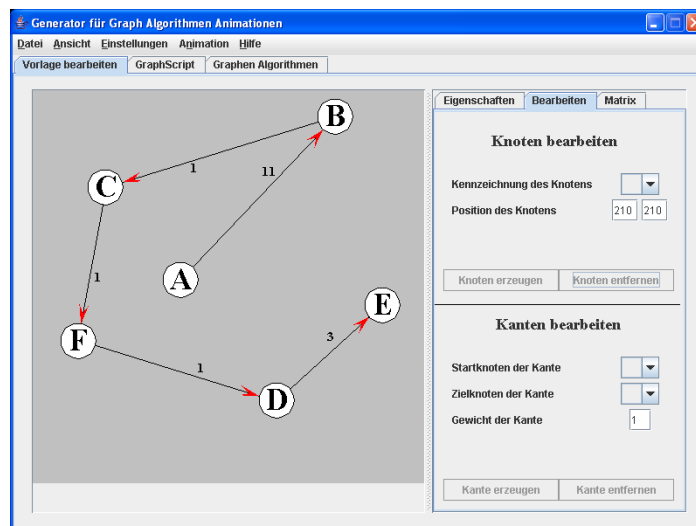 Generator für Graph Algorithmen Animationen
Datei Ansicht Einstellungen Animation Hilfe
Vorlage bearbeiten GraphScript Graphen Algorithmen
Eigenschaften Bearbeiten Matrix
B
C
A
F
E
D
1
11
1
1
3
Knoten bearbeiten
Kennzeichnung des Knotens
Position des Knotens 210 210
Knoten erzeugen Knoten entfernen
Kanten bearbeiten
Startknoten der Kante
Zielknoten der Kante
Gewicht der Kante 1
Kante erzeugen Kante entfernen